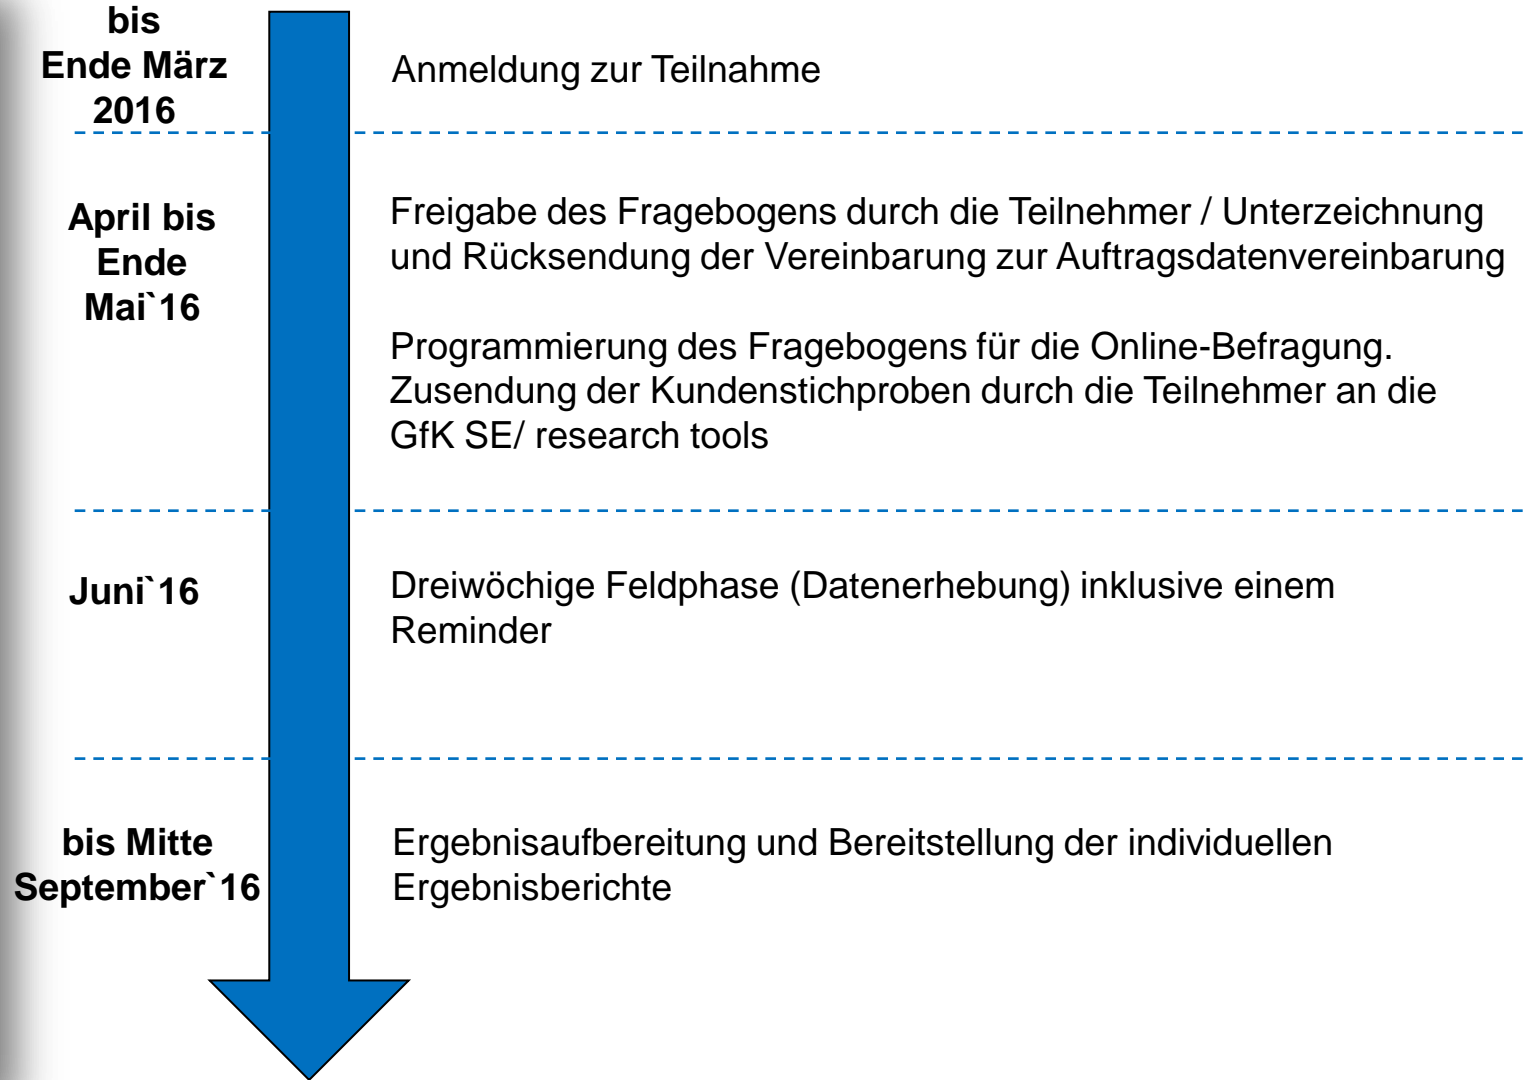 bis
Ende März
2016
Anmeldung zur Teilnahme
April bis
Ende
Mai`16
Freigabe des Fragebogens durch die Teilnehmer / Unterzeichnung
und Rücksendung der Vereinbarung zur Auftragsdatenvereinbarung
Programmierung des Fragebogens für die Online-Befragung.
Zusendung der Kundenstichproben durch die Teilnehmer an die
GfK SE/ research tools
Juni`16
Dreiwöchige Feldphase (Datenerhebung) inklusive einem
Reminder
bis Mitte
September`16
Ergebnisaufbereitung und Bereitstellung der individuellen
Ergebnisberichte